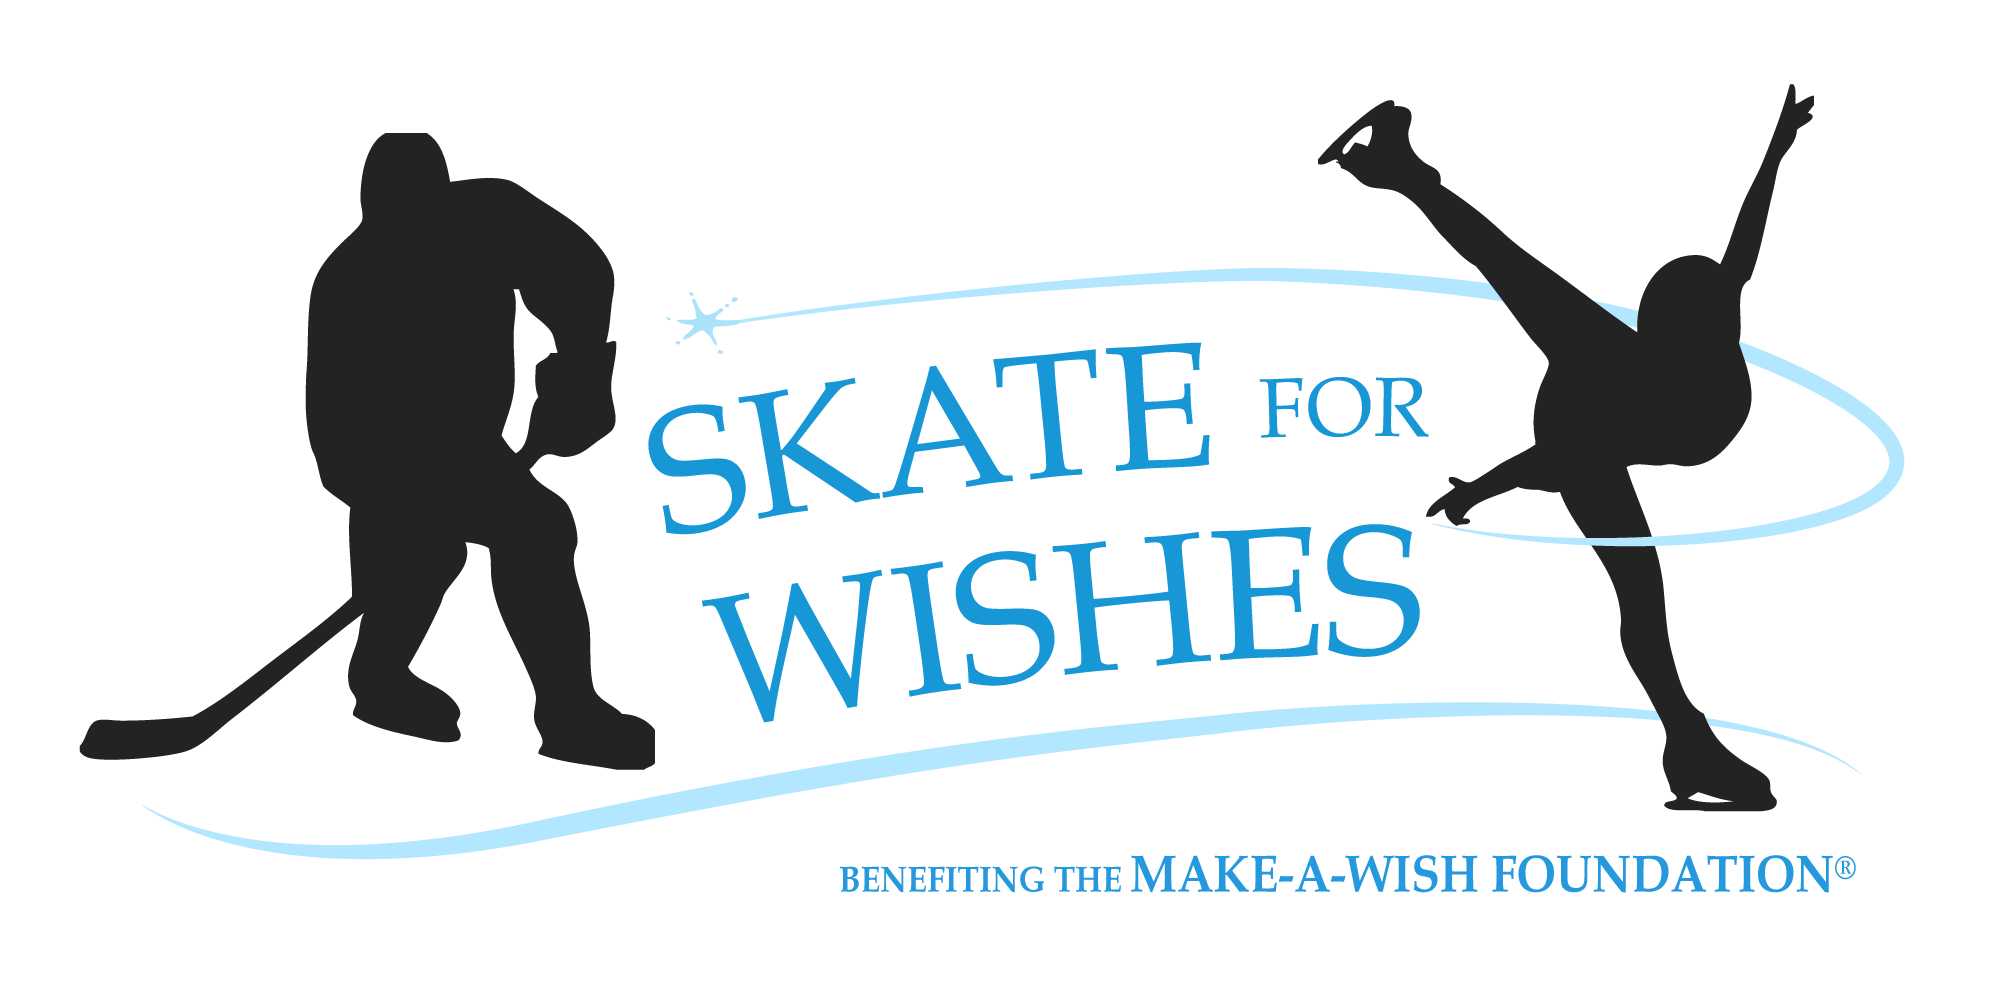 SKATE FOR
WISHES
BENEFITING THE MAKE-A-WISH FOUNDATION®